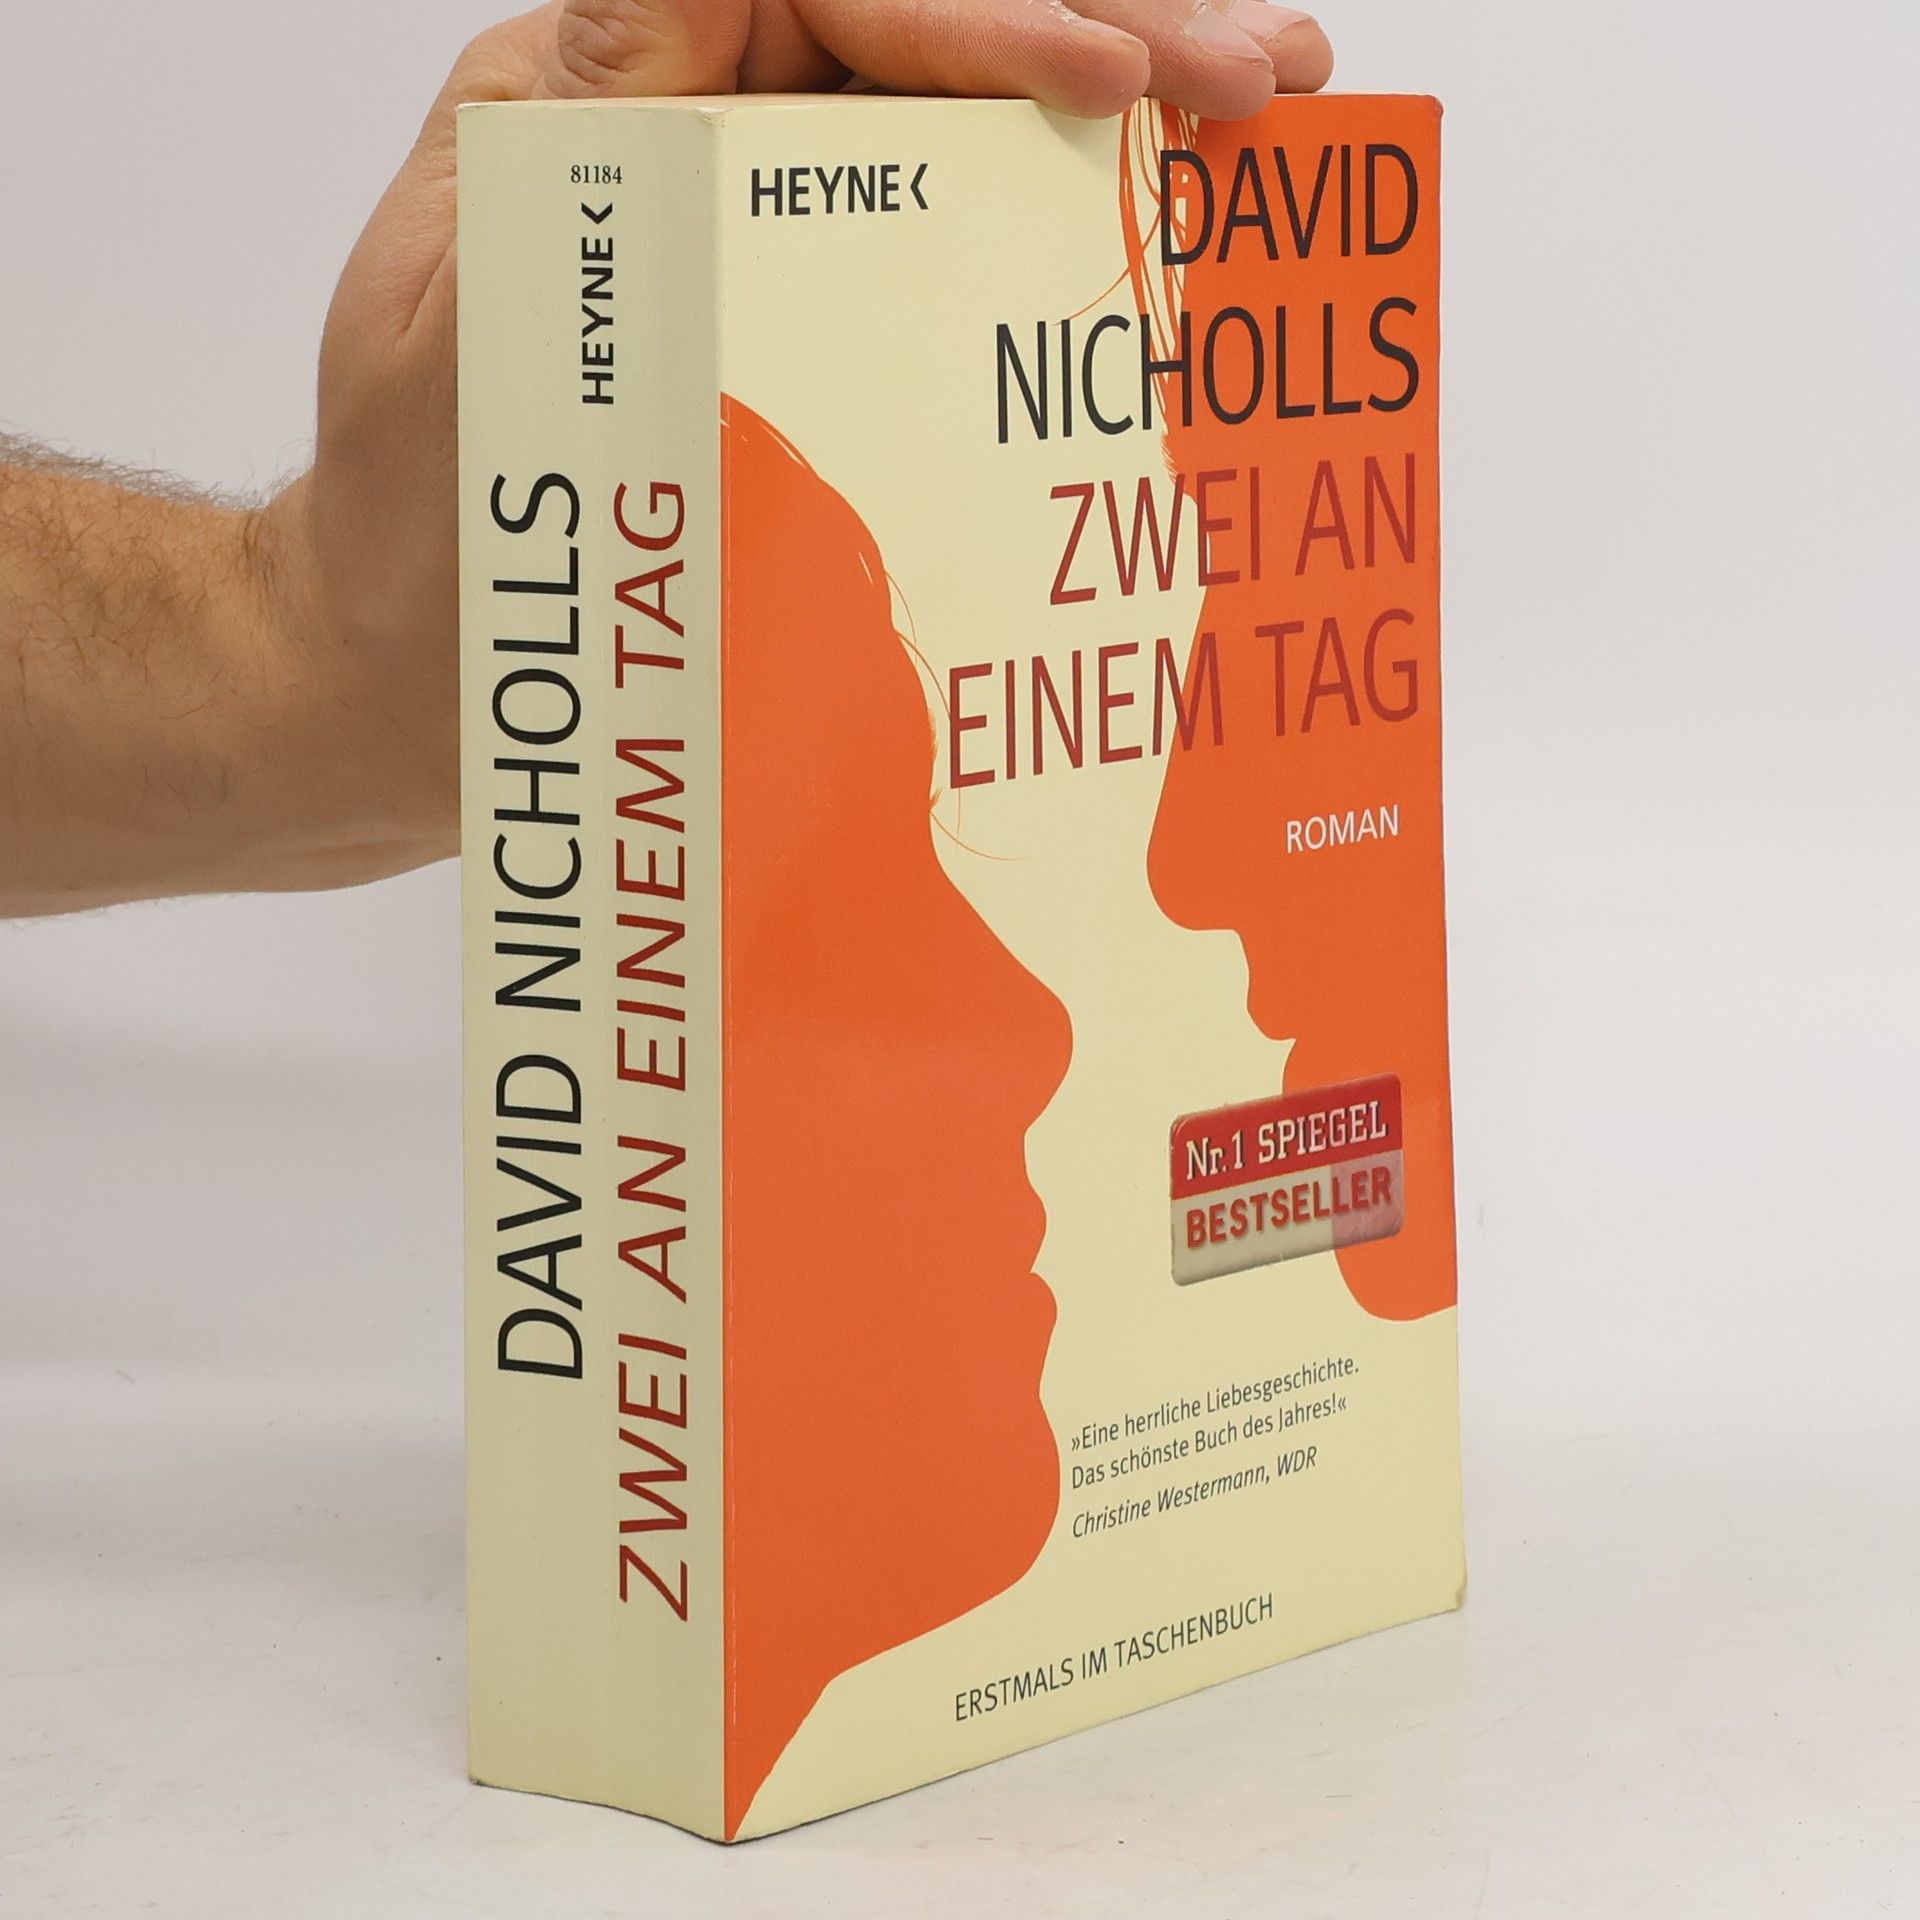 81184
HEYNE<
DAVID NICHOLLS
ZWEI AN EINEM TAG
HEYNE<
DAVID
NICHOLLS
ZWEI AN
EINEM TAG
ROMAN
Nr.1 SPIEGEL
BESTSELLER
»Eine herrliche Liebesgeschichte.
Das schönste Buch des Jahres!«
Christine Westermann, WDR
ERSTMALS IM TASCHENBUCH